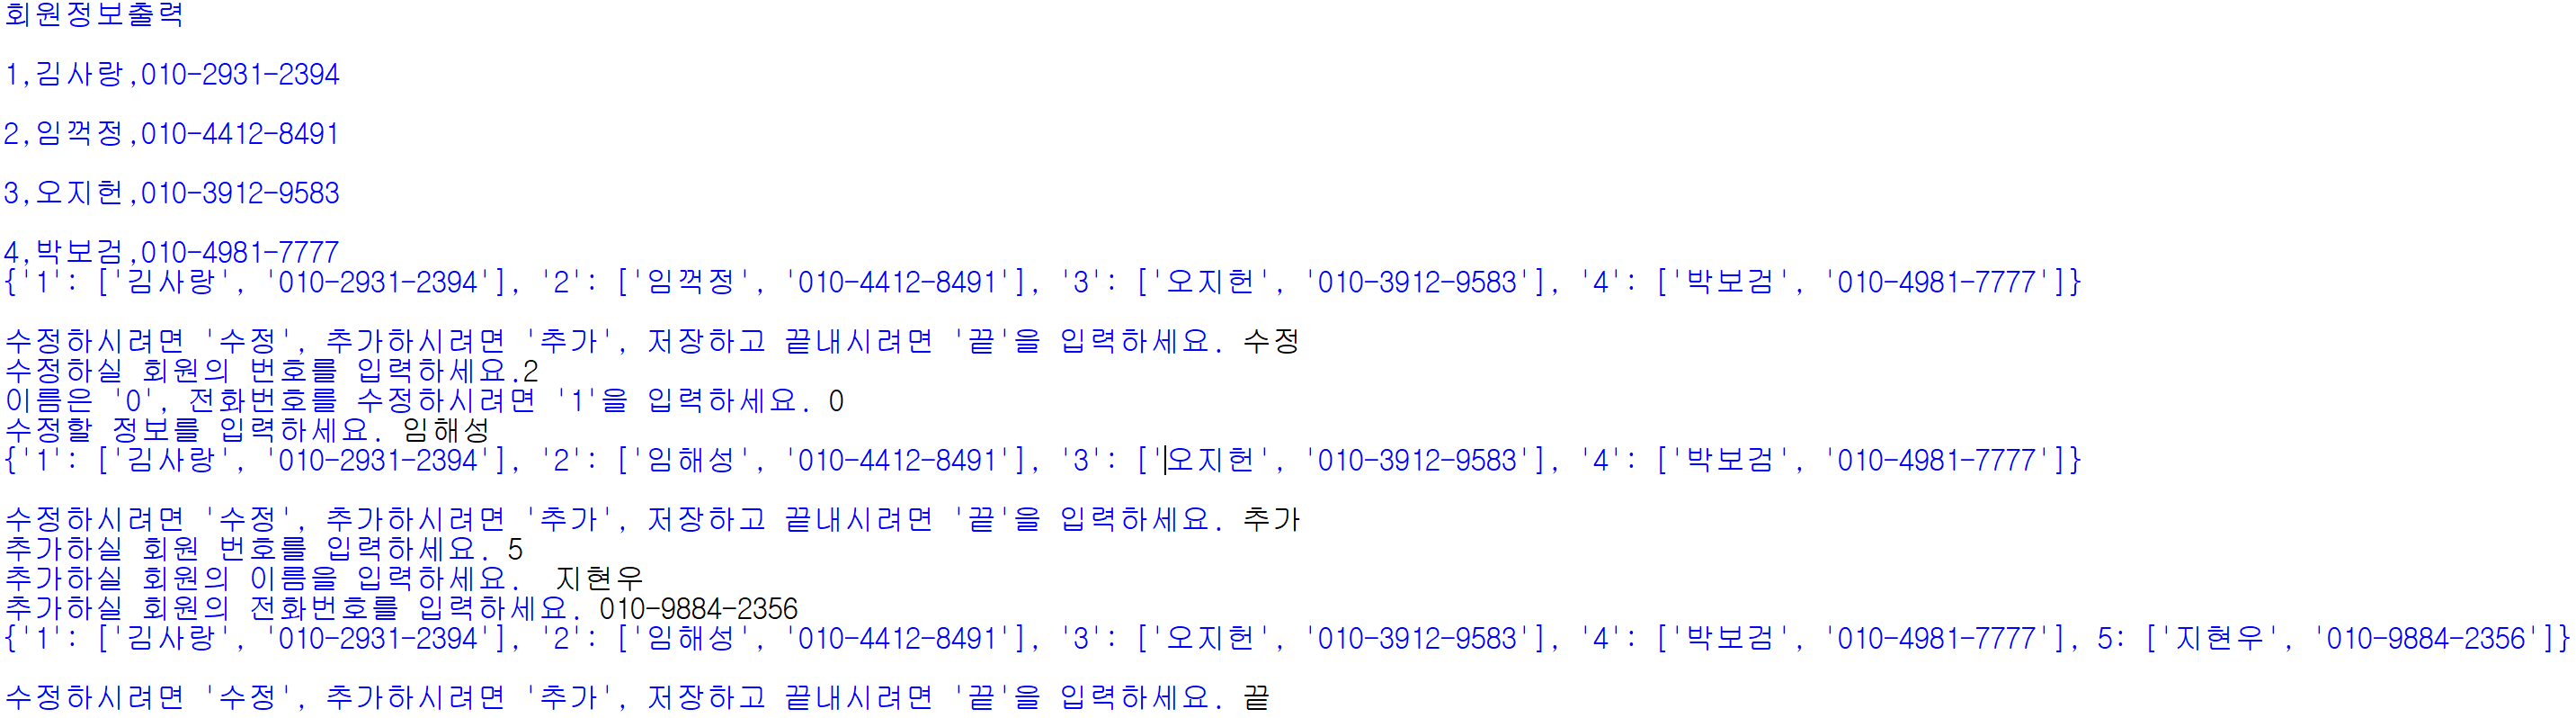 회원정보출력
1,김사랑,010-2931-2394
2,임꺽정,010-4412-8491
3,오지헌,010-3912-9583
4,박보검,010-4981-7777
{'1': ['김사랑', '010-2931-2394'], '2': ['임꺽정', '010-4412-8491'], '3': ['오지헌', '010-3912-9583'], '4': ['박보검', '010-4981-7777']}
수정하시려면 '수정', 추가하시려면 '추가', 저장하고 끝내시려면 '끝'을 입력하세요. 수정
수정하실 회원의 번호를 입력하세요.2
이름은 '0', 전화번호를 수정하시려면 '1'을 입력하세요. 0
수정할 정보를 입력하세요. 임해성
{'1': ['김사랑', '010-2931-2394'], '2': ['임해성', '010-4412-8491'], '3': ['오지헌', '010-3912-9583'], '4': ['박보검', '010-4981-7777']}
수정하시려면 '수정', 추가하시려면 '추가', 저장하고 끝내시려면 '끝'을 입력하세요. 추가
추가하실 회원 번호를 입력하세요. 5
추가하실 회원의 이름을 입력하세요.  지현우
추가하실 회원의 전화번호를 입력하세요. 010-9884-2356
{'1': ['김사랑', '010-2931-2394'], '2': ['임해성', '010-4412-8491'], '3': ['오지헌', '010-3912-9583'], '4': ['박보검', '010-4981-7777'], 5: ['지현우', '010-9884-2356']}
수정하시려면 '수정', 추가하시려면 '추가', 저장하고 끝내시려면 '끝'을 입력하세요. 끝